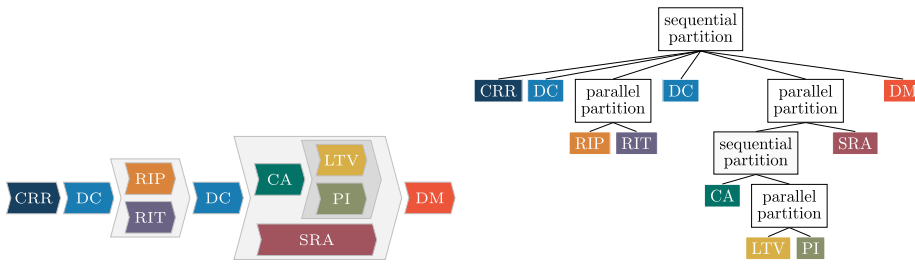 CRR
DC
RIP
RIT
DC
CA
LTV
PI
SRA
DM
sequential
partition
CRR
DC
parallel
partition
DC
parallel
partition
DM
RIP
RIT
sequential
partition
SRA
CA
parallel
partition
LTV
PI